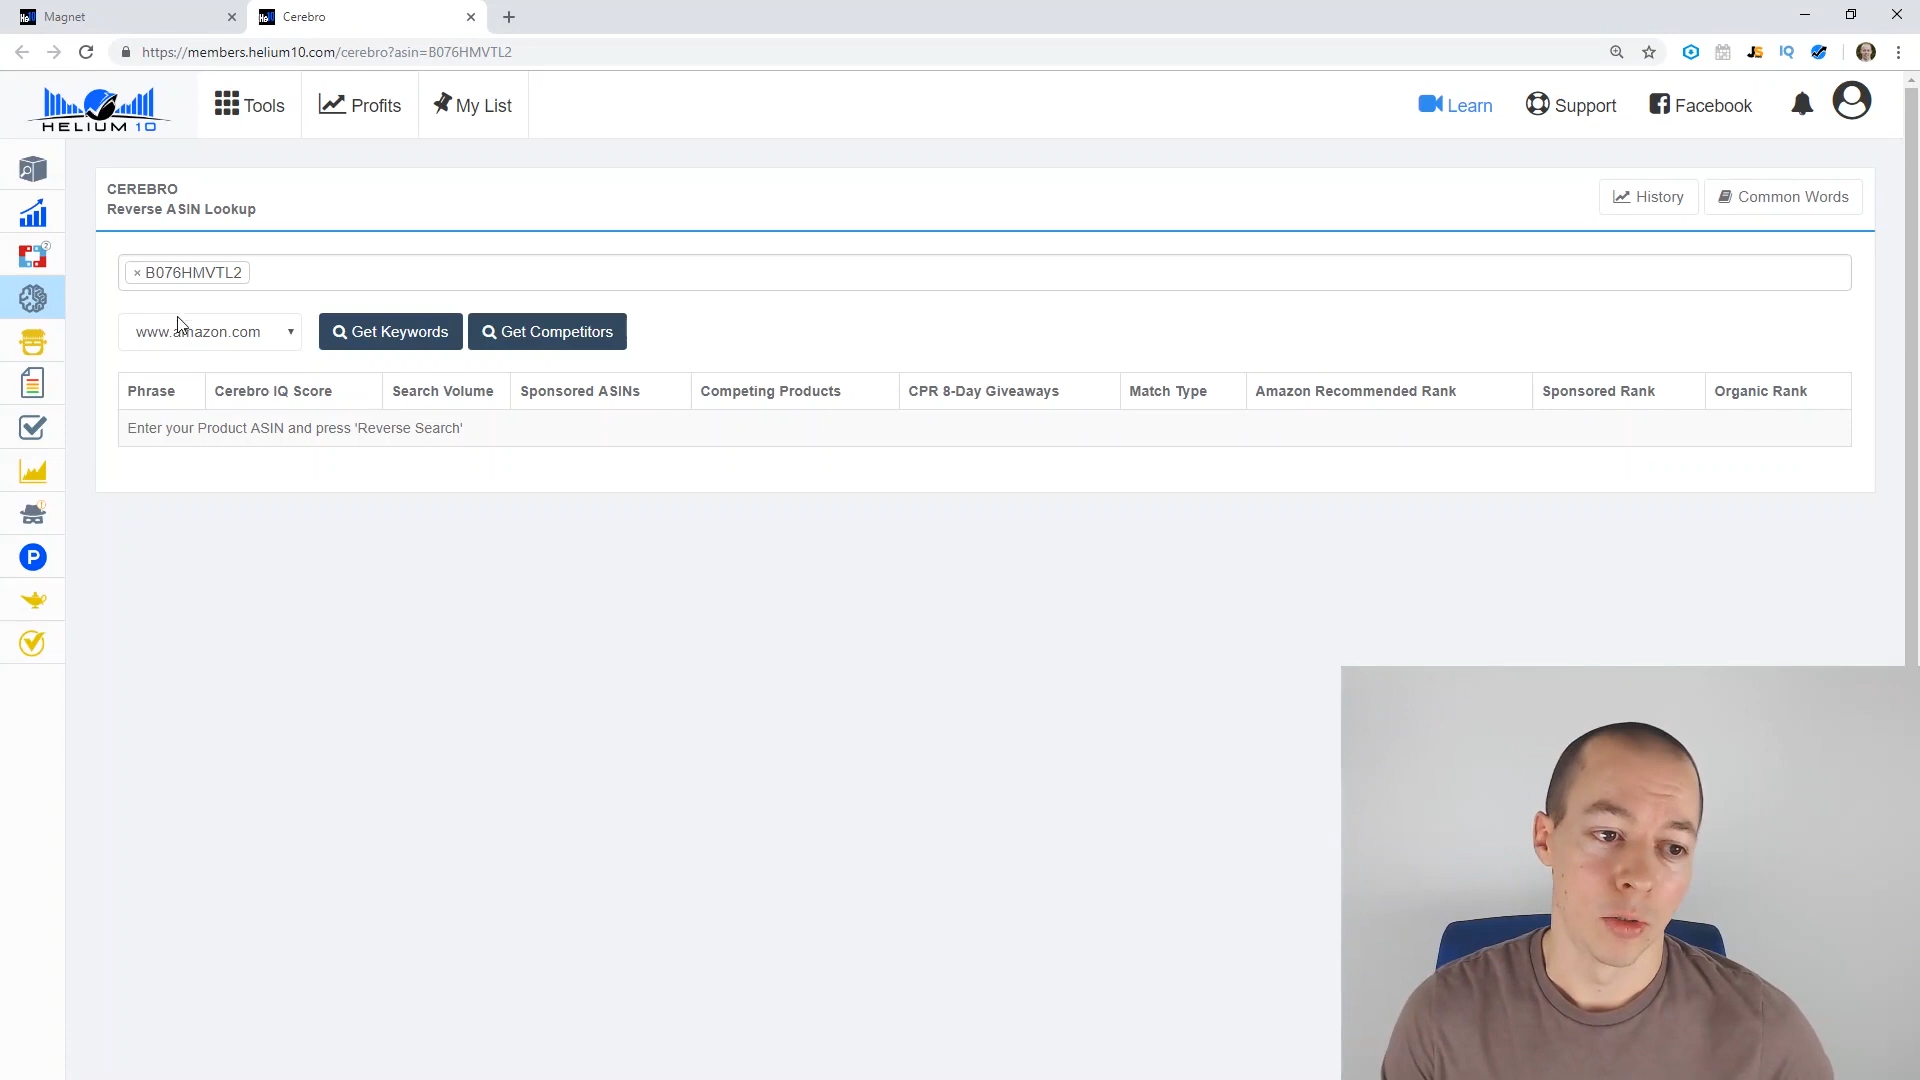 Magnet
Cerebro
https://members.helium10.com/cerebro?asin=B076HMVTL2
JS
IQ
HELIUM 10
Tools
Profits
My List
Learn
Support
Facebook
2
P
CEREBRO
Reverse ASIN Lookup
History
Common Words
× B076HMVTL2
www.amazon.com
Get Keywords
Get Competitors
Phrase
Cerebro IQ Score
Search Volume
Sponsored ASINs
Competing Products
CPR 8-Day Giveaways
Match Type
Amazon Recommended Rank
Sponsored Rank
Organic Rank
Enter your Product ASIN and press 'Reverse Search'